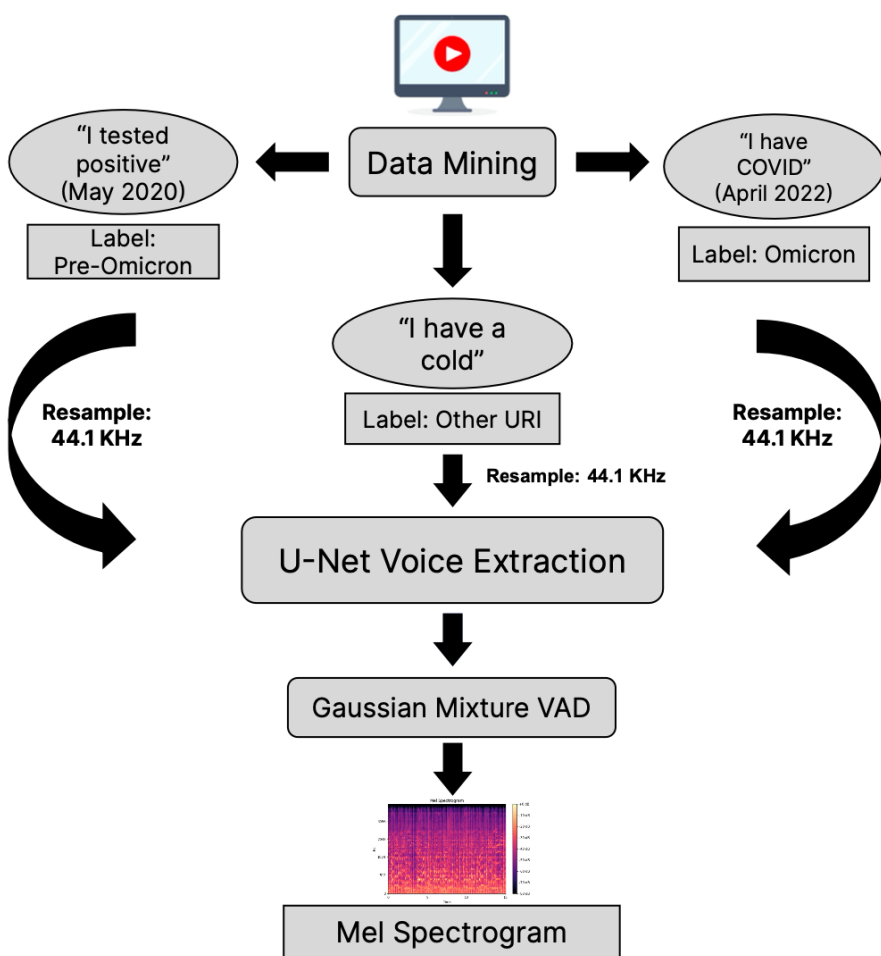 “I tested
positive”
(May 2020)
Data Mining
“I have
COVID”
(April 2022)
Label:
Pre-Omicron
Label: Omicron
“I have a
cold”
Label: Other URI
Resample:
44.1 KHz
Resample:
44.1 KHz
Resample: 44.1 KHz
U-Net Voice Extraction
Gaussian Mixture VAD
Mel Spectrogram
Mel Spectrogram